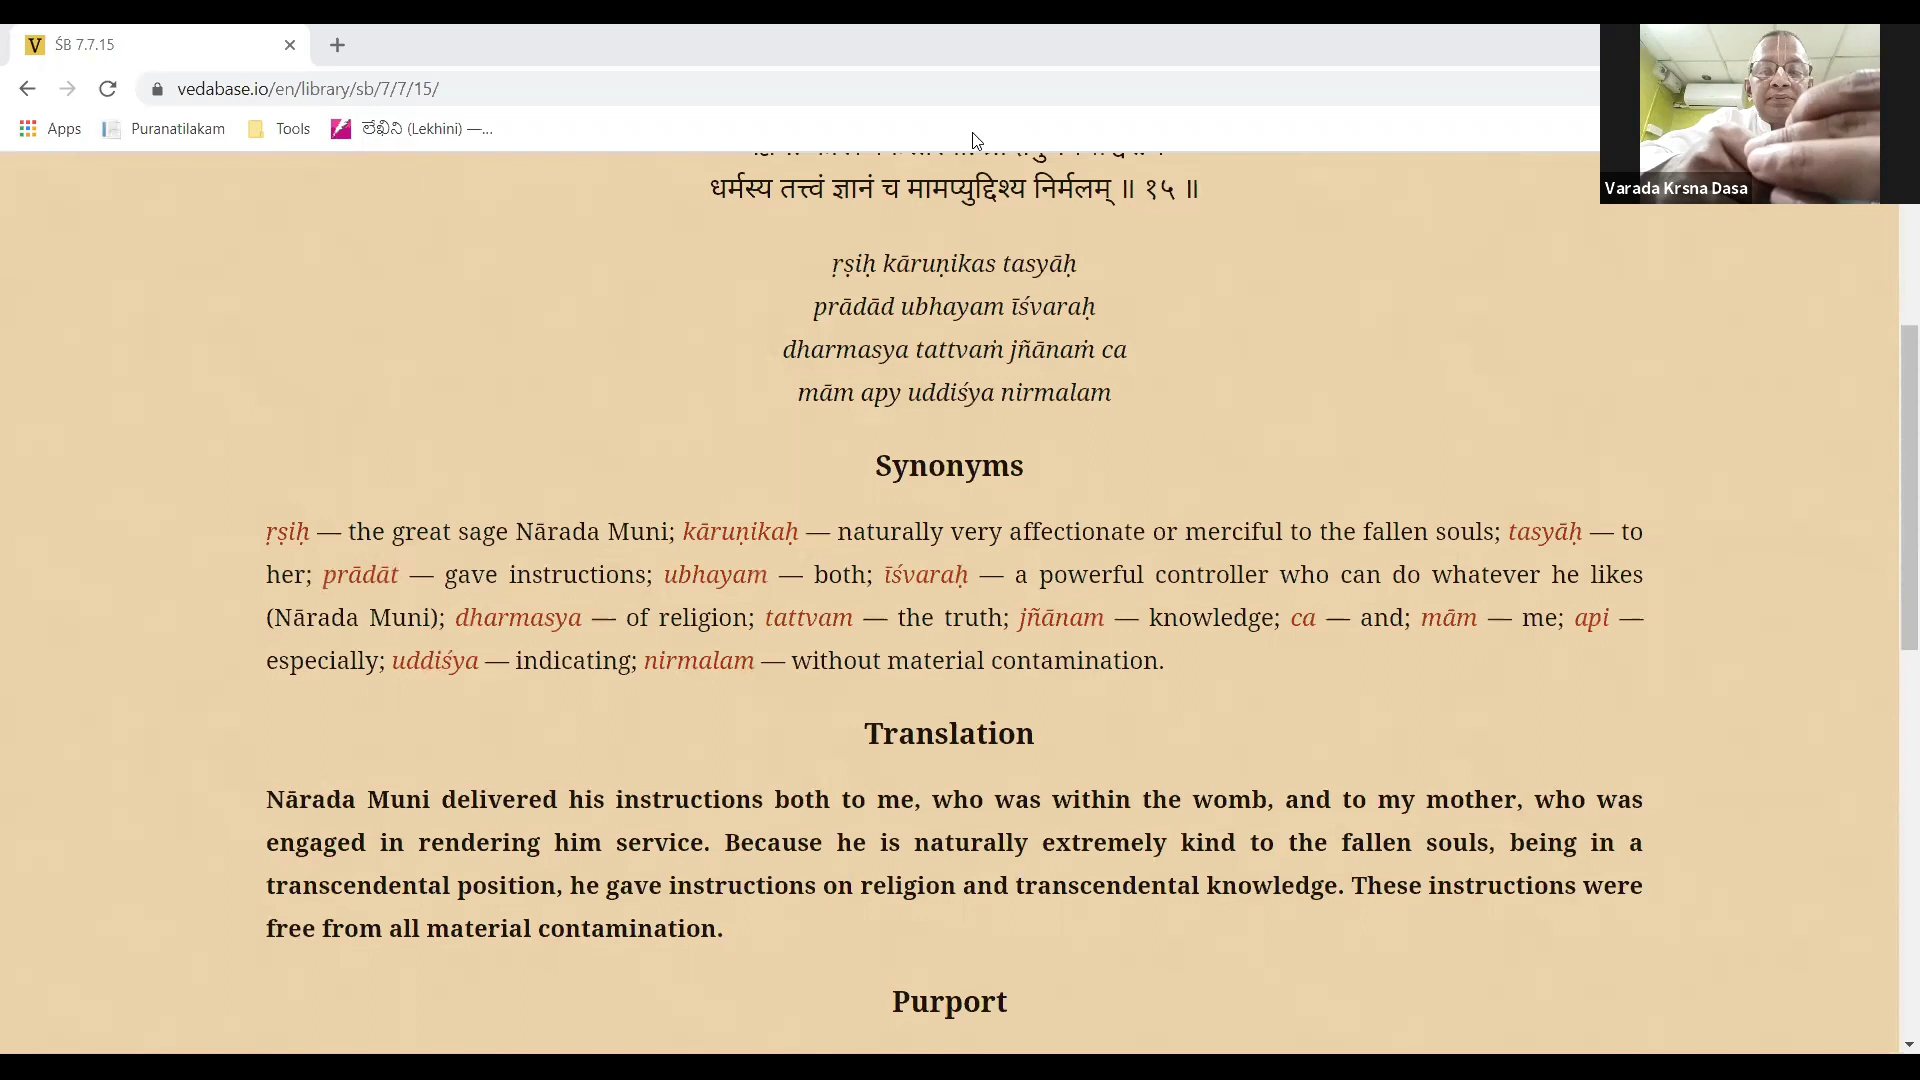 ŚB 7.7.15
vedabase.io/en/library/sb/7/7/15/
Apps Puranatilakam Tools లేఖిని (Lekhini) —...
Varada Krsna Dasa
धर्मस्य तत्त्वं ज्ञानं च मामप्युद्दिश्य निर्मलम् ॥ १५ ॥
ṛṣiḥ kāruṇikas tasyāḥ
prādād ubhayam īśvaraḥ
dharmasya tattvaṁ jñānaṁ ca
mām apy uddiśya nirmalam
Synonyms
ṛṣiḥ — the great sage Nārada Muni; kāruṇikaḥ — naturally very affectionate or merciful to the fallen souls; tasyāḥ — to
her; prādāt — gave instructions; ubhayam — both; īśvaraḥ — a powerful controller who can do whatever he likes
(Nārada Muni); dharmasya — of religion; tattvam — the truth; jñānam — knowledge; ca — and; mām — me; api —
especially; uddiśya — indicating; nirmalam — without material contamination.
Translation
Nārada Muni delivered his instructions both to me, who was within the womb, and to my mother, who was
engaged in rendering him service. Because he is naturally extremely kind to the fallen souls, being in a
transcendental position, he gave instructions on religion and transcendental knowledge. These instructions were
free from all material contamination.
Purport